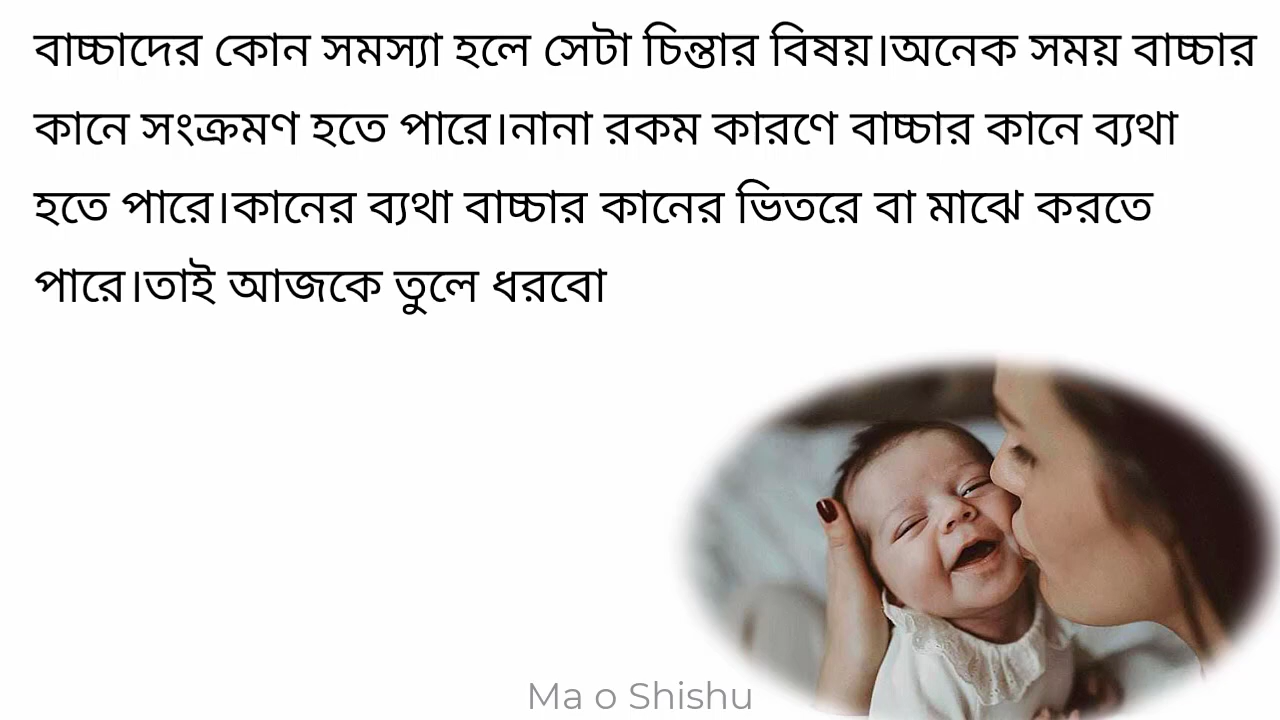 বাচ্চাদের কোন সমস্যা হলে সেটা চিন্তার বিষয়।অনেক সময় বাচ্চার
কানে সংক্রমণ হতে পারে।নানা রকম কারণে বাচ্চার কানে ব্যথা
হতে পারে।কানের ব্যথা বাচ্চার কানের ভিতরে বা মাঝে করতে
পারে।তাই আজকে তুলে ধরবো
Ma o Shishu